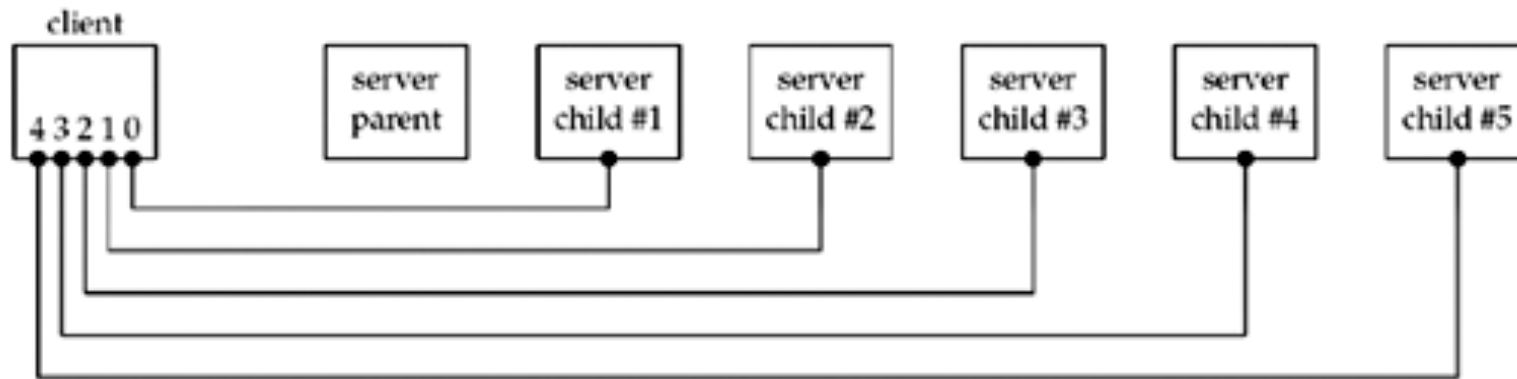 client
4 3 2 1 0
server
parent
server
child #1
server
child #2
server
child #3
server
child #4
server
child #5